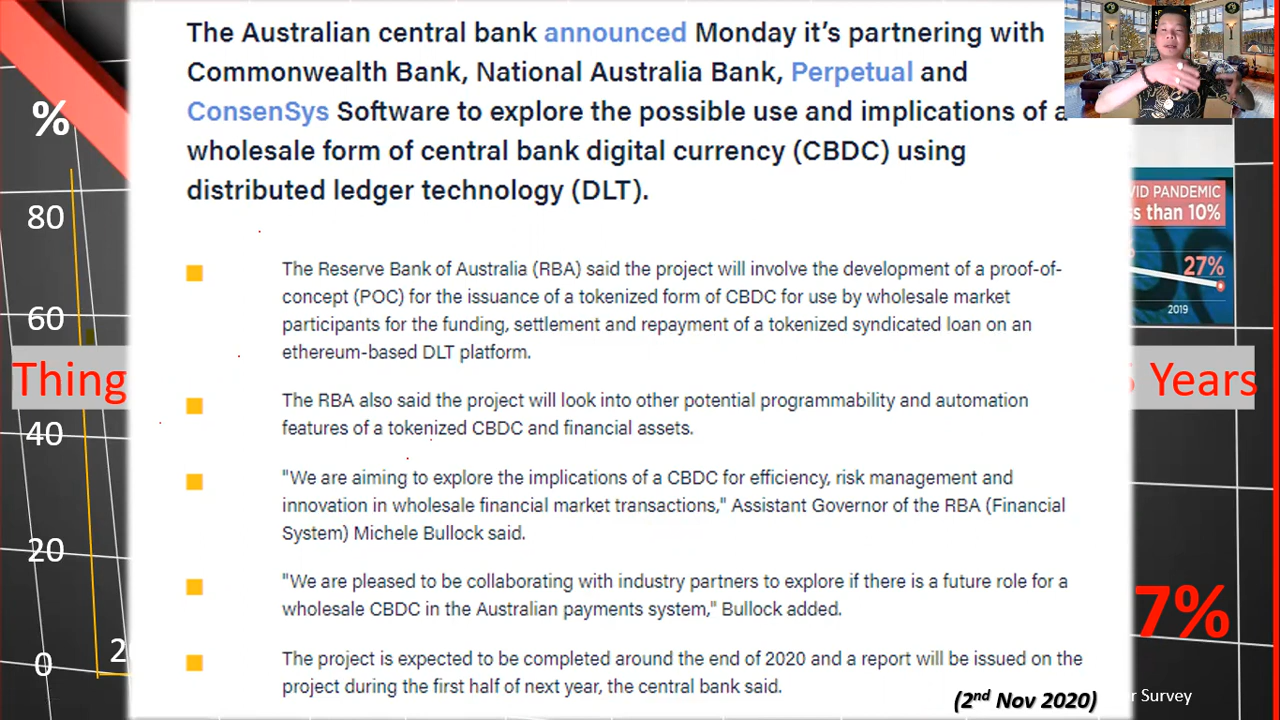 The Australian central bank announced Monday it's partnering with
Commonwealth Bank, National Australia Bank, Perpetual and
ConsenSys Software to explore the possible use and implications of a
wholesale form of central bank digital currency (CBDC) using
distributed ledger technology (DLT).
The Reserve Bank of Australia (RBA) said the project will involve the development of a proof-of-
concept (POC) for the issuance of a tokenized form of CBDC for use by wholesale market
participants for the funding, settlement and repayment of a tokenized syndicated loan on an
ethereum-based DLT platform.
The RBA also said the project will look into other potential programmability and automation
features of a tokenized CBDC and financial assets.
"We are aiming to explore the implications of a CBDC for efficiency, risk management and
innovation in wholesale financial market transactions," Assistant Governor of the RBA (Financial
System) Michele Bullock said.
"We are pleased to be collaborating with industry partners to explore if there is a future role for a
wholesale CBDC in the Australian payments system," Bullock added.
The project is expected to be completed around the end of 2020 and a report will be issued on the
project during the first half of next year, the central bank said.
(2nd Nov 2020)
%
80
60
Thing
40
20
0
2
VID PANDEMIC
s than 10%
27%
2019
Years
7%
r Survey